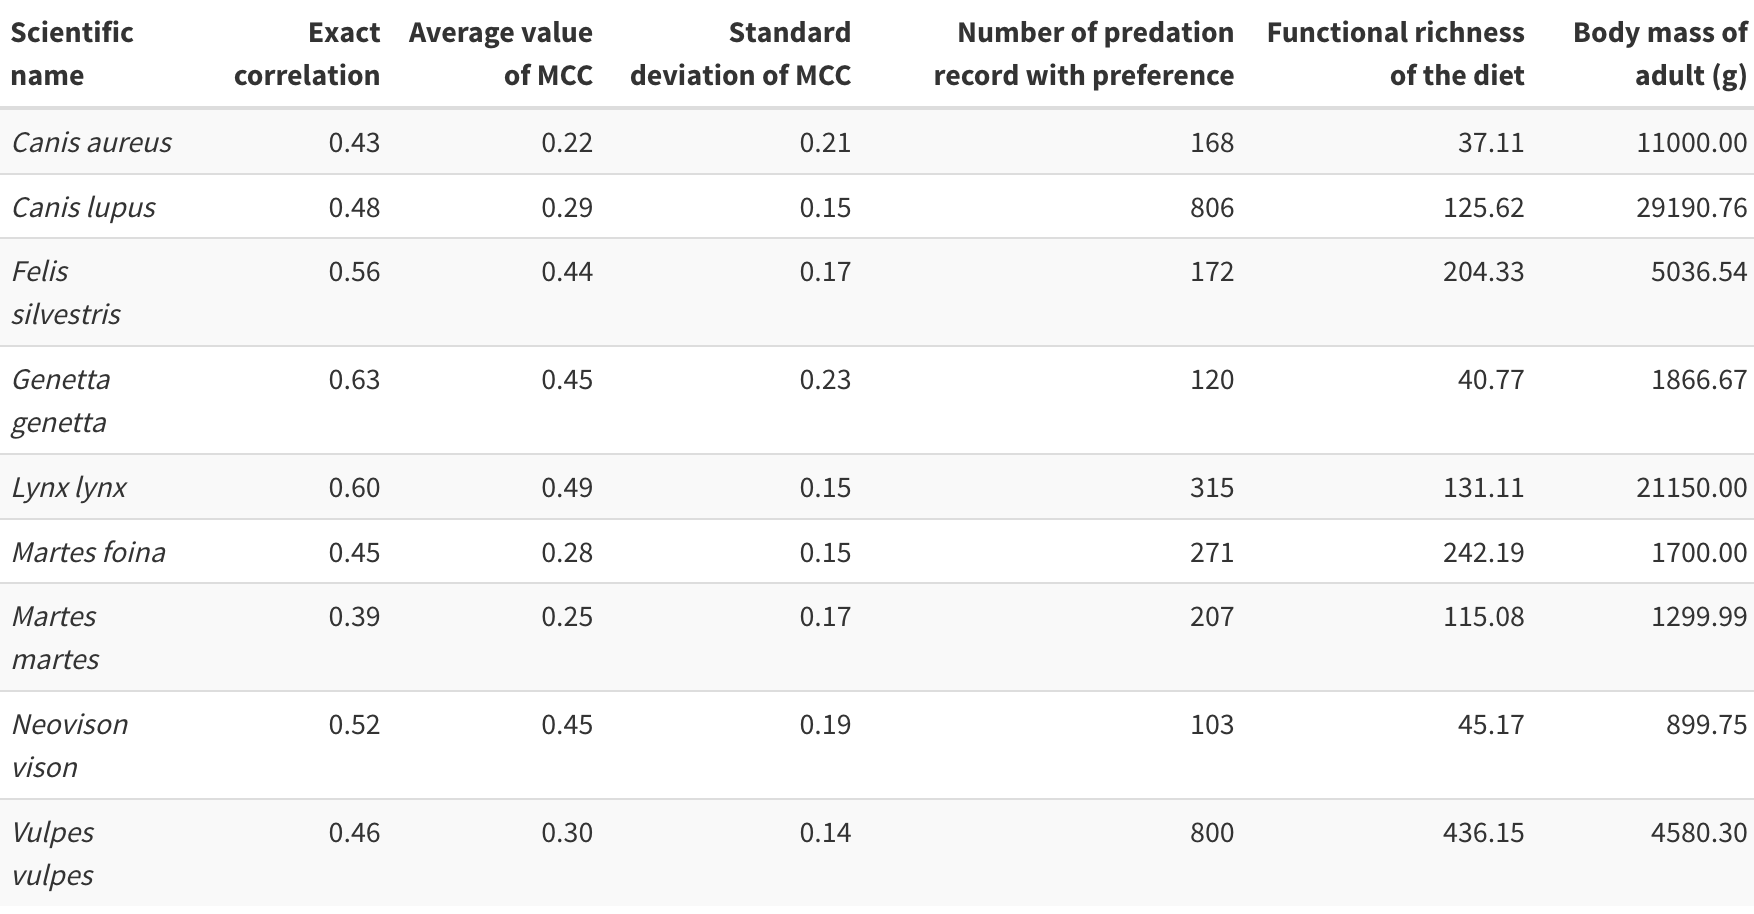 Scientific Exact Average value Standard Number of predation Functional richness Body mass of
name correlation of MCC deviation of MCC record with preference of the diet adult (g)
Canis aureus 0.43 0.22 0.21 168 37.11 11000.00
Canis lupus 0.48 0.29 0.15 806 125.62 29190.76
Felis 0.56 0.44 0.17 172 204.33 5036.54
silvestris
Genetta 0.63 0.45 0.23 120 40.77 1866.67
genetta
Lynx lynx 0.60 0.49 0.15 315 131.11 21150.00
Martes foina 0.45 0.28 0.15 271 242.19 1700.00
Martes 0.39 0.25 0.17 207 115.08 1299.99
martes
Neovison 0.52 0.45 0.19 103 45.17 899.75
vison
Vulpes 0.46 0.30 0.14 800 436.15 4580.30
vulpes